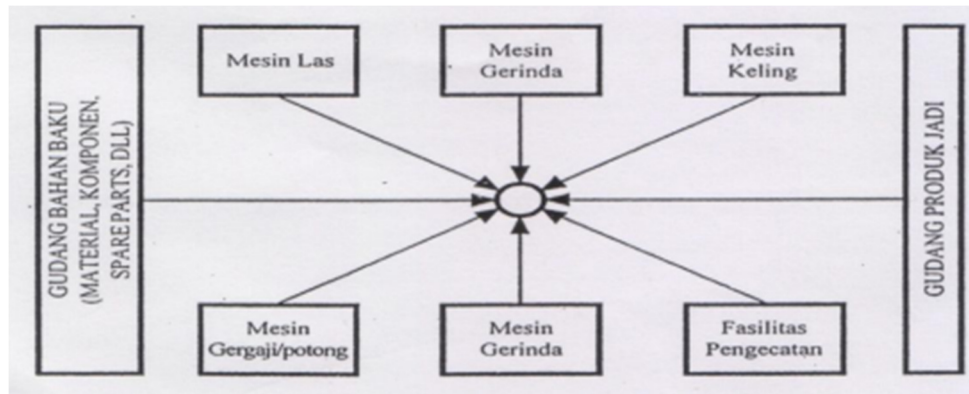 GUDANG BAHAN BAKU
(MATERIAL, KOMPONEN,
SPARE PARTS, DLL)
Mesin Las
Mesin
Gerinda
Mesin
Keling
Mesin
Gergaji/potong
Mesin
Gerinda
Fasilitas
Pengecatan
GUDANG PRODUK JADI